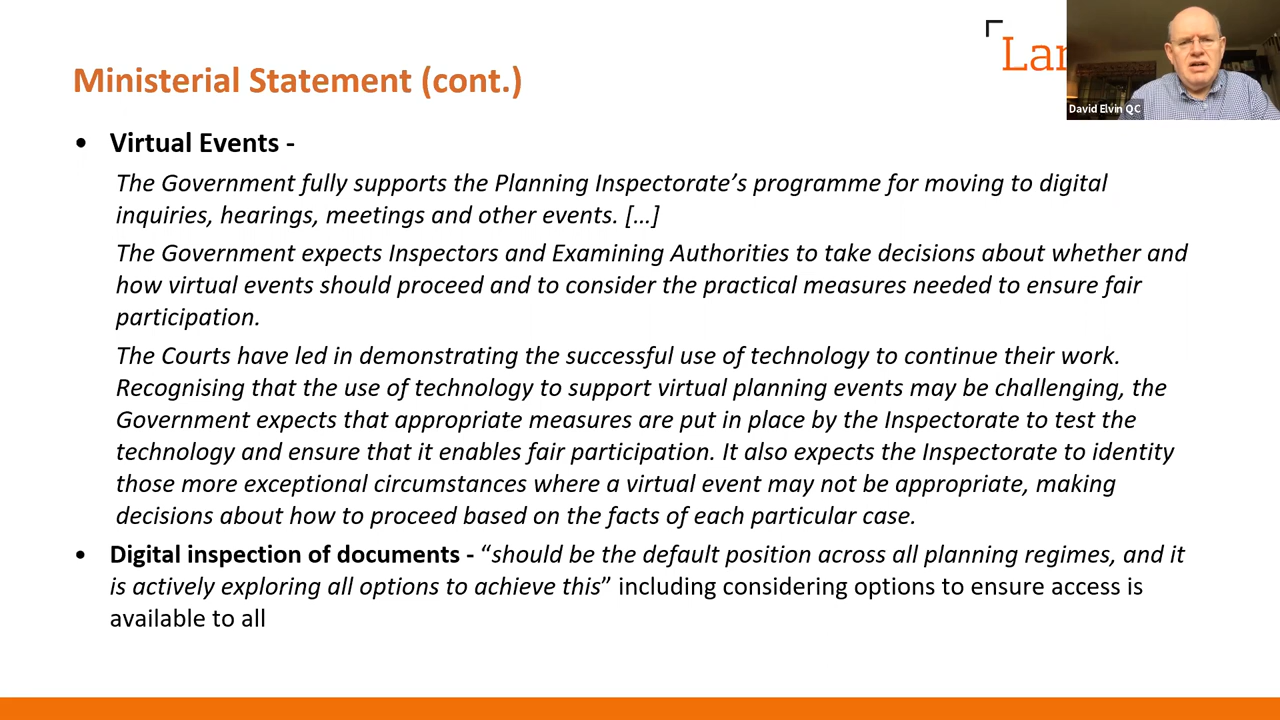 Lan
David Elvin QC
Ministerial Statement (cont.)
• Virtual Events -
The Government fully supports the Planning Inspectorate’s programme for moving to digital
inquiries, hearings, meetings and other events. […]
The Government expects Inspectors and Examining Authorities to take decisions about whether and
how virtual events should proceed and to consider the practical measures needed to ensure fair
participation.
The Courts have led in demonstrating the successful use of technology to continue their work.
Recognising that the use of technology to support virtual planning events may be challenging, the
Government expects that appropriate measures are put in place by the Inspectorate to test the
technology and ensure that it enables fair participation. It also expects the Inspectorate to identity
those more exceptional circumstances where a virtual event may not be appropriate, making
decisions about how to proceed based on the facts of each particular case.
• Digital inspection of documents - “should be the default position across all planning regimes, and it
is actively exploring all options to achieve this” including considering options to ensure access is
available to all